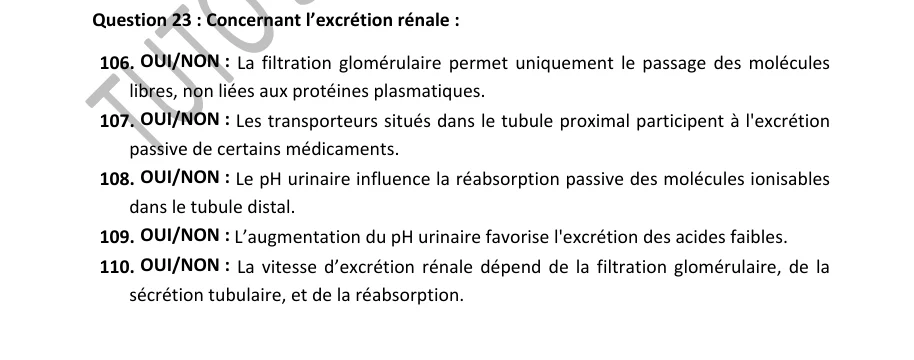 Question 23 : Concernant l’excrétion rénale :
106. OUI/NON : La filtration glomérulaire permet uniquement le passage des molécules
libres, non liées aux protéines plasmatiques.
107. OUI/NON : Les transporteurs situés dans le tubule proximal participent à l'excrétion
passive de certains médicaments.
108. OUI/NON : Le pH urinaire influence la réabsorption passive des molécules ionisables
dans le tubule distal.
109. OUI/NON : L’augmentation du pH urinaire favorise l'excrétion des acides faibles.
110. OUI/NON : La vitesse d’excrétion rénale dépend de la filtration glomérulaire, de la
sécrétion tubulaire, et de la réabsorption.
TUTO